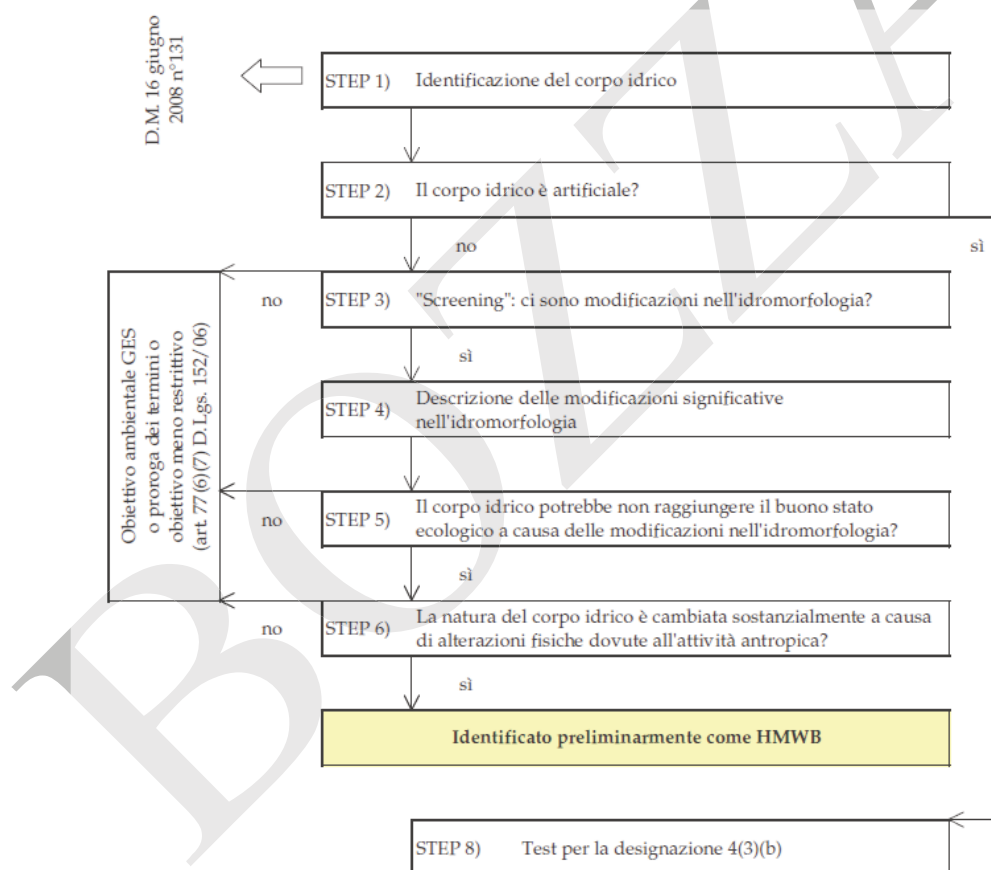 D.M. 16 giugno
2008 n°131
STEP 1) Identificazione del corpo idrico
STEP 2) Il corpo idrico è artificiale?
no
sì
STEP 3) "Screening": ci sono modificazioni nell'idromorfologia?
no
sì
Obiettivo ambientale GES
o proroga dei termini o
obiettivo meno restrittivo
(art. 77(6)(7) D.Lgs. 152/06)
STEP 4) Descrizione delle modificazioni significative
nell'idromorfologia
STEP 5) Il corpo idrico potrebbe non raggiungere il buono stato
ecologico a causa delle modificazioni nell'idromorfologia?
no
sì
STEP 6) La natura del corpo idrico è cambiata sostanzialmente a causa
di alterazioni fisiche dovute all'attività antropica?
no
sì
Identificato preliminarmente come HMWB
STEP 8) Test per la designazione 4(3)(b)
BOZZA